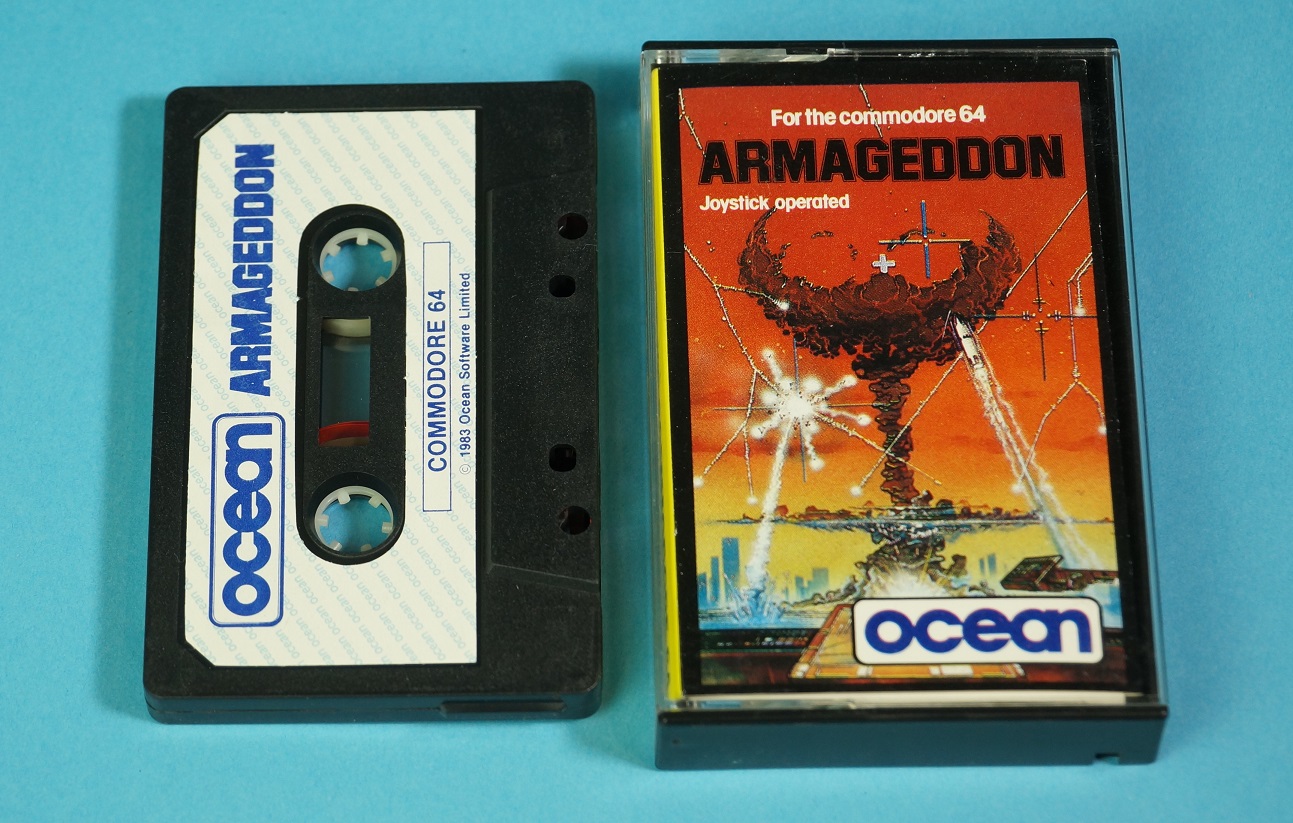 ocean ARMAGEDDON
COMMODORE 64
© 1983 Ocean Software Limited
For the commodore 64
ARMAGEDDON
Joystick operated
ocean